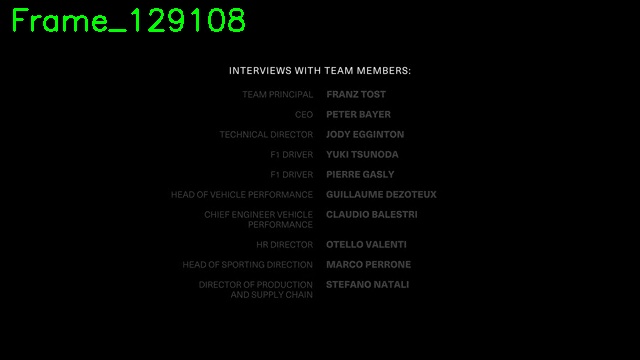 Frame_129108
INTERVIEWS WITH TEAM MEMBERS:
TEAM PRINCIPAL FRANZ TOST
CEO PETER BAYER
TECHNICAL DIRECTOR JODY EGGINTON
F1 DRIVER YUKI TSUNODA
F1 DRIVER PIERRE GASLY
HEAD OF VEHICLE PERFORMANCE GUILLAUME DEZOTEUX
CHIEF ENGINEER VEHICLE CLAUDIO BALESTRI
PERFORMANCE
HR DIRECTOR OTELLO VALENTI
HEAD OF SPORTING DIRECTION MARCO PERRONE
DIRECTOR OF PRODUCTION STEFANO NATALI
AND SUPPLY CHAIN